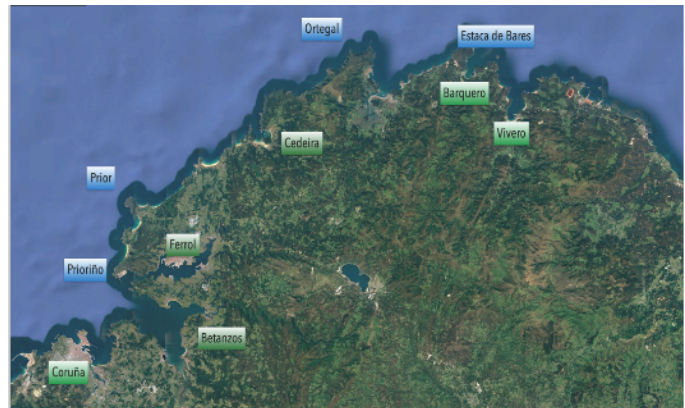 Ortegal
Estaca de Bares
Barquero
Vivero
Cedeira
Prior
Ferrol
Prioriño
Betanzos
Coruña